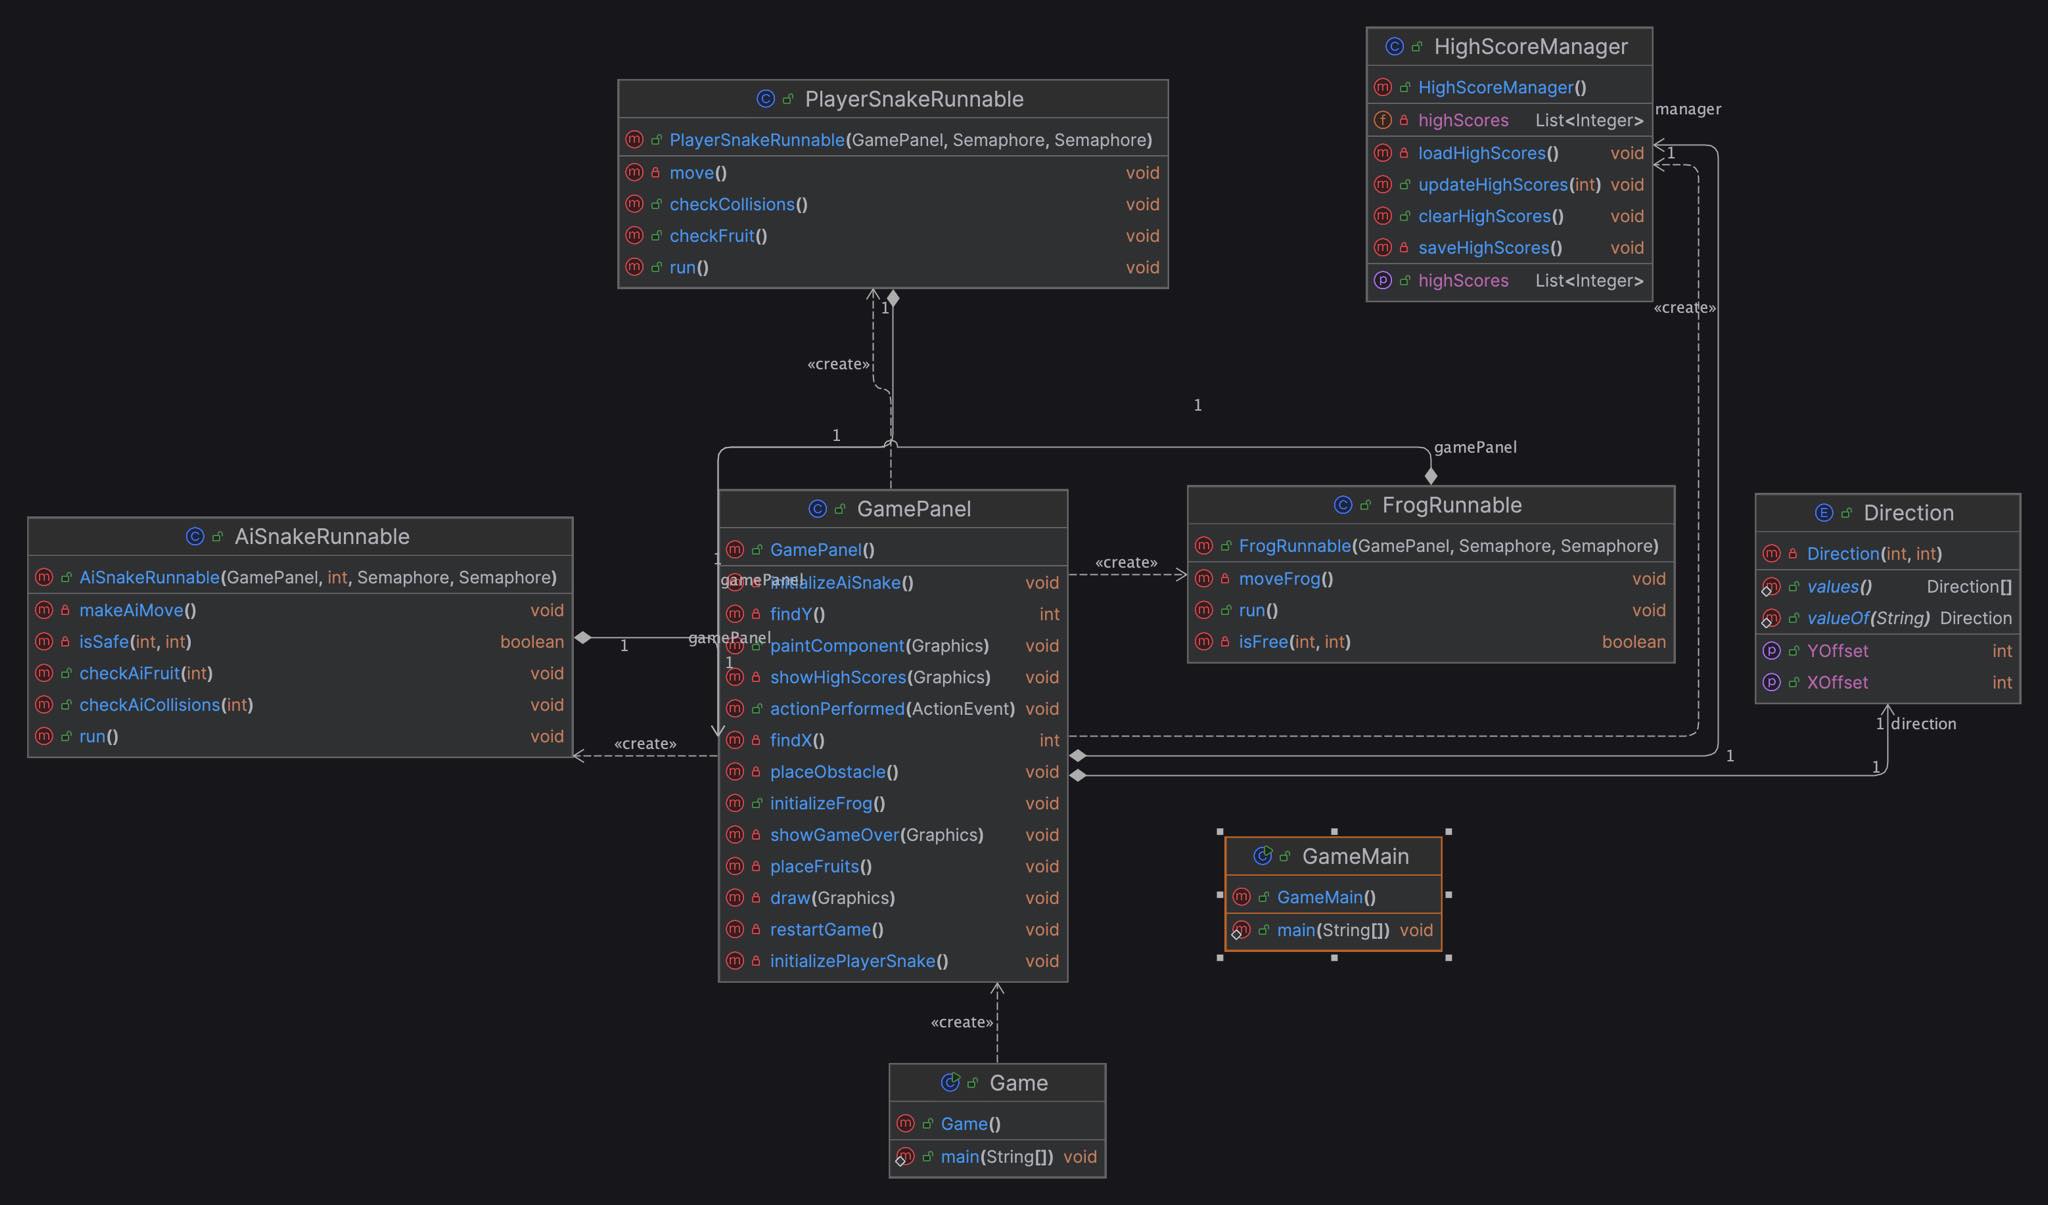 HighScoreManager
HighScoreManager()
highScores List<Integer>
loadHighScores() void
updateHighScores(int) void
clearHighScores() void
saveHighScores() void
highScores List<Integer>
manager
1
«create»
PlayerSnakeRunnable
PlayerSnakeRunnable(GamePanel, Semaphore, Semaphore)
move() void
checkCollisions() void
checkFruit() void
run() void
1
«create»
1
1
gamePanel
AiSnakeRunnable
AiSnakeRunnable(GamePanel, int, Semaphore, Semaphore)
makeAiMove() void
isSafe(int, int) boolean
checkAiFruit(int) void
checkAiCollisions(int) void
run() void
1
gamePanel
1
«create»
GamePanel
GamePanel()
1
gamePanel
initializeAiSnake() void
findY() int
paintComponent(Graphics) void
showHighScores(Graphics) void
actionPerformed(ActionEvent) void
findX() int
placeObstacle() void
initializeFrog() void
showGameOver(Graphics) void
placeFruits() void
draw(Graphics) void
restartGame() void
initializePlayerSnake() void
«create»
FrogRunnable
FrogRunnable(GamePanel, Semaphore, Semaphore)
moveFrog() void
run() void
isFree(int, int) boolean
Direction
Direction(int, int)
values() Direction[]
valueOf(String) Direction
YOffset int
XOffset int
1 direction
1
1
GameMain
GameMain()
main(String[]) void
«create»
Game
Game()
main(String[]) void